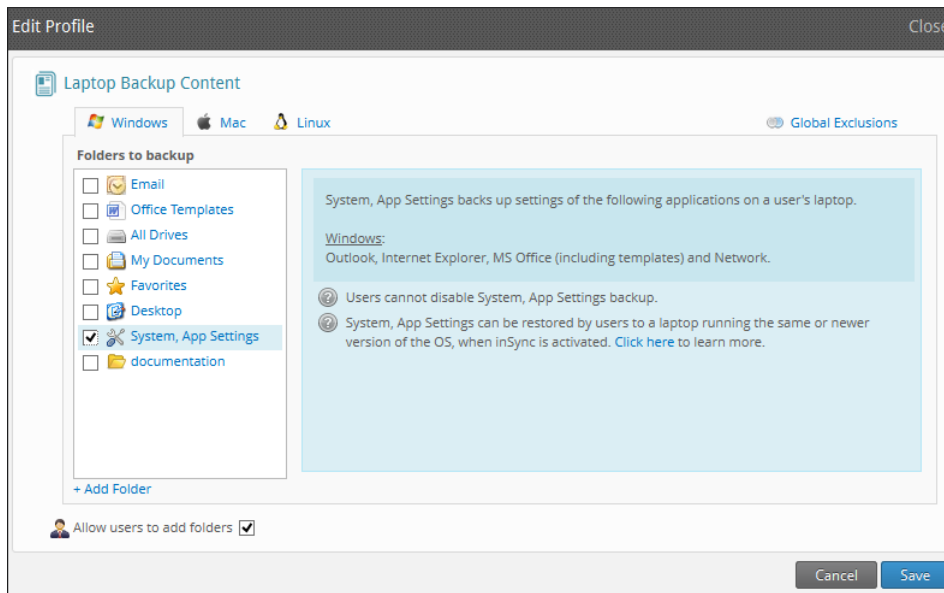 Edit Profile
Close
Laptop Backup Content
Windows
Mac
Linux
Global Exclusions
Folders to backup
Email
Office Templates
All Drives
My Documents
Favorites
Desktop
System, App Settings
documentation
+ Add Folder
System, App Settings backs up settings of the following applications on a user's laptop.
Windows:
Outlook, Internet Explorer, MS Office (including templates) and Network.
Users cannot disable System, App Settings backup.
System, App Settings can be restored by users to a laptop running the same or newer
version of the OS, when inSync is activated. Click here to learn more.
Allow users to add folders
Cancel
Save